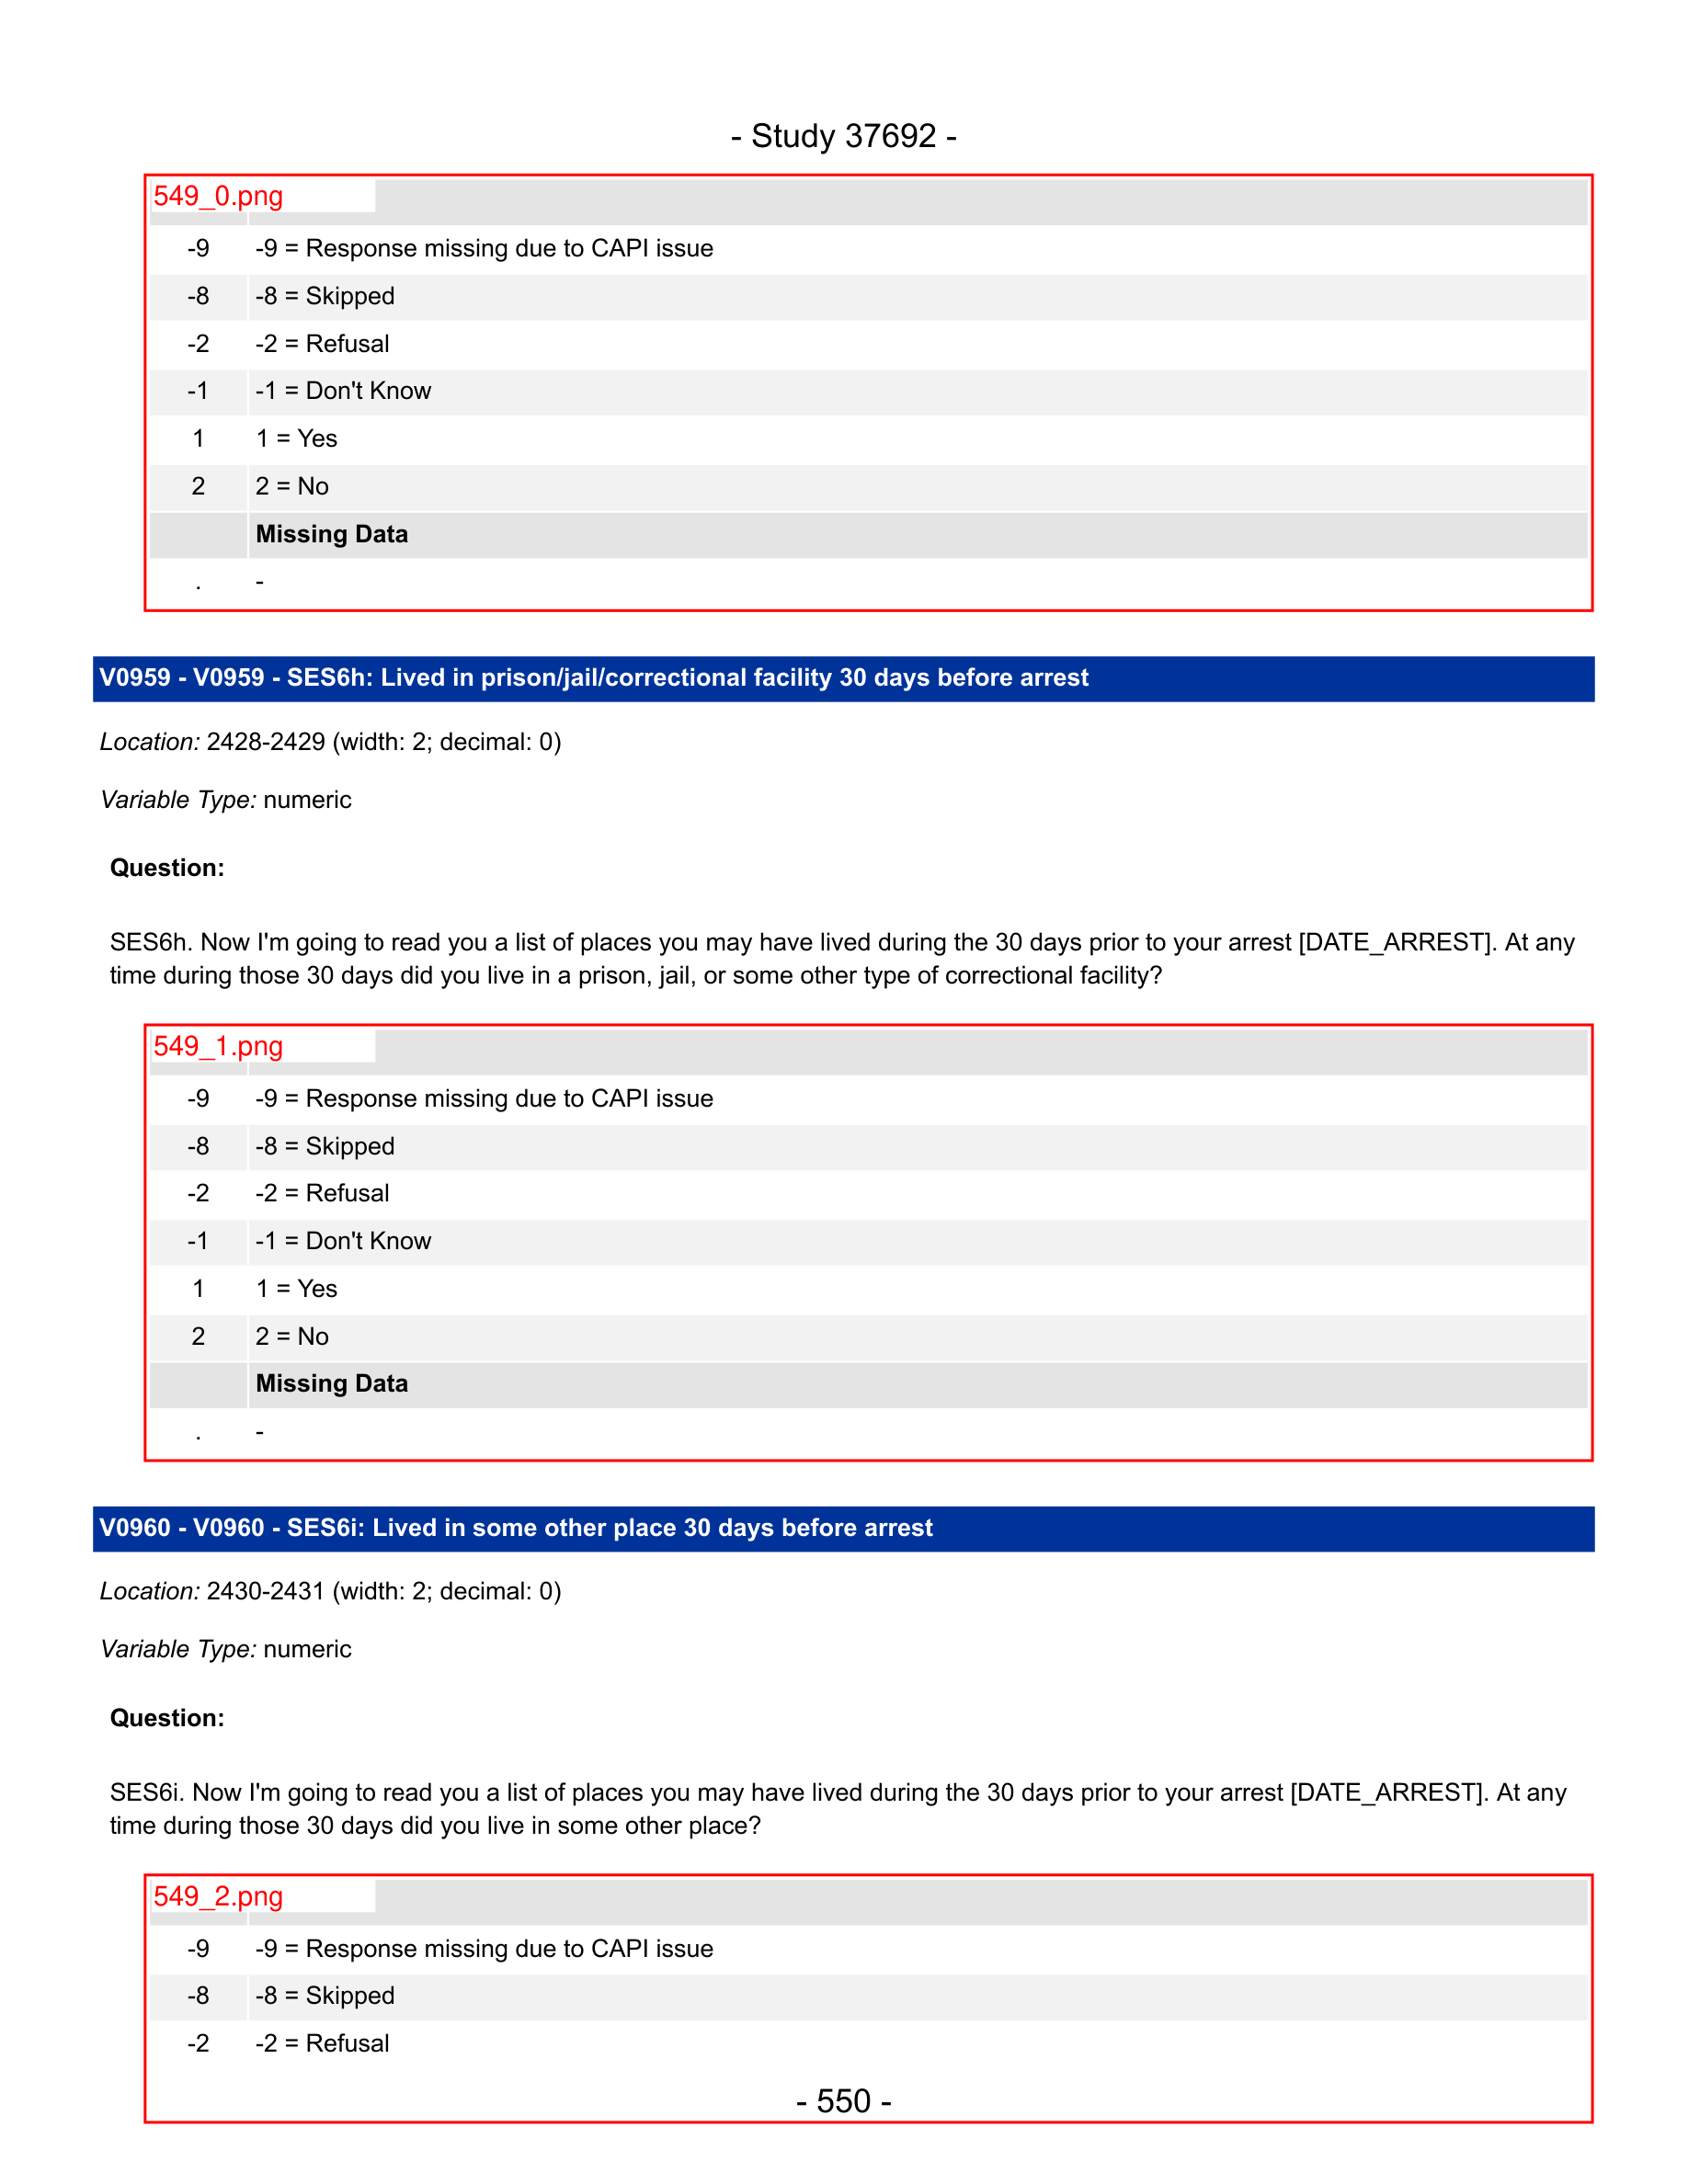 - Study 37692 -
549_0.png
-9 -9 = Response missing due to CAPI issue
-8 -8 = Skipped
-2 -2 = Refusal
-1 -1 = Don't Know
1 1 = Yes
2 2 = No
Missing Data
. -
V0959 - V0959 - SES6h: Lived in prison/jail/correctional facility 30 days before arrest
Location: 2428-2429 (width: 2; decimal: 0)
Variable Type: numeric
Question:
SES6h. Now I'm going to read you a list of places you may have lived during the 30 days prior to your arrest [DATE_ARREST]. At any
time during those 30 days did you live in a prison, jail, or some other type of correctional facility?
549_1.png
-9 -9 = Response missing due to CAPI issue
-8 -8 = Skipped
-2 -2 = Refusal
-1 -1 = Don't Know
1 1 = Yes
2 2 = No
Missing Data
. -
V0960 - V0960 - SES6i: Lived in some other place 30 days before arrest
Location: 2430-2431 (width: 2; decimal: 0)
Variable Type: numeric
Question:
SES6i. Now I'm going to read you a list of places you may have lived during the 30 days prior to your arrest [DATE_ARREST]. At any
time during those 30 days did you live in some other place?
549_2.png
-9 -9 = Response missing due to CAPI issue
-8 -8 = Skipped
-2 -2 = Refusal
- 550 -